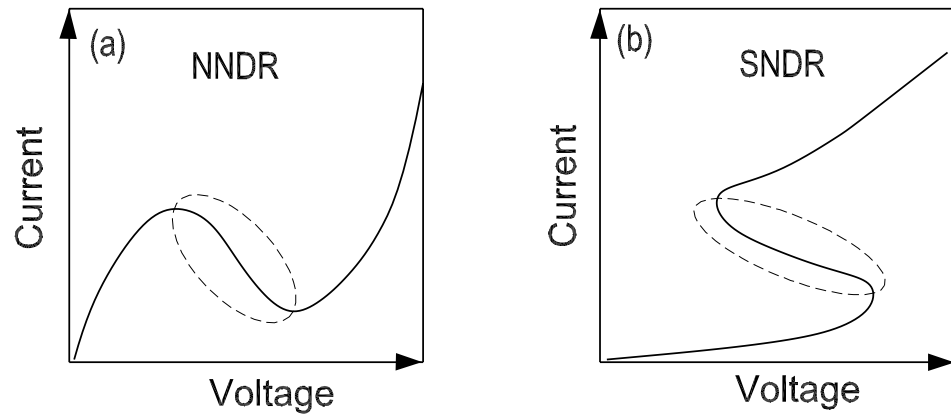 (a)
NNDR
Current
Voltage
(b)
SNDR
Current
Voltage